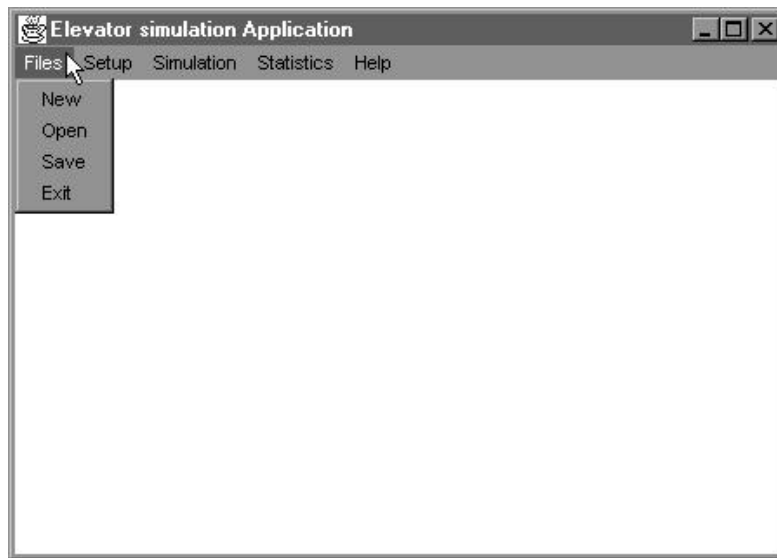 Elevator simulation Application
Files Setup Simulation Statistics Help
New
Open
Save
Exit